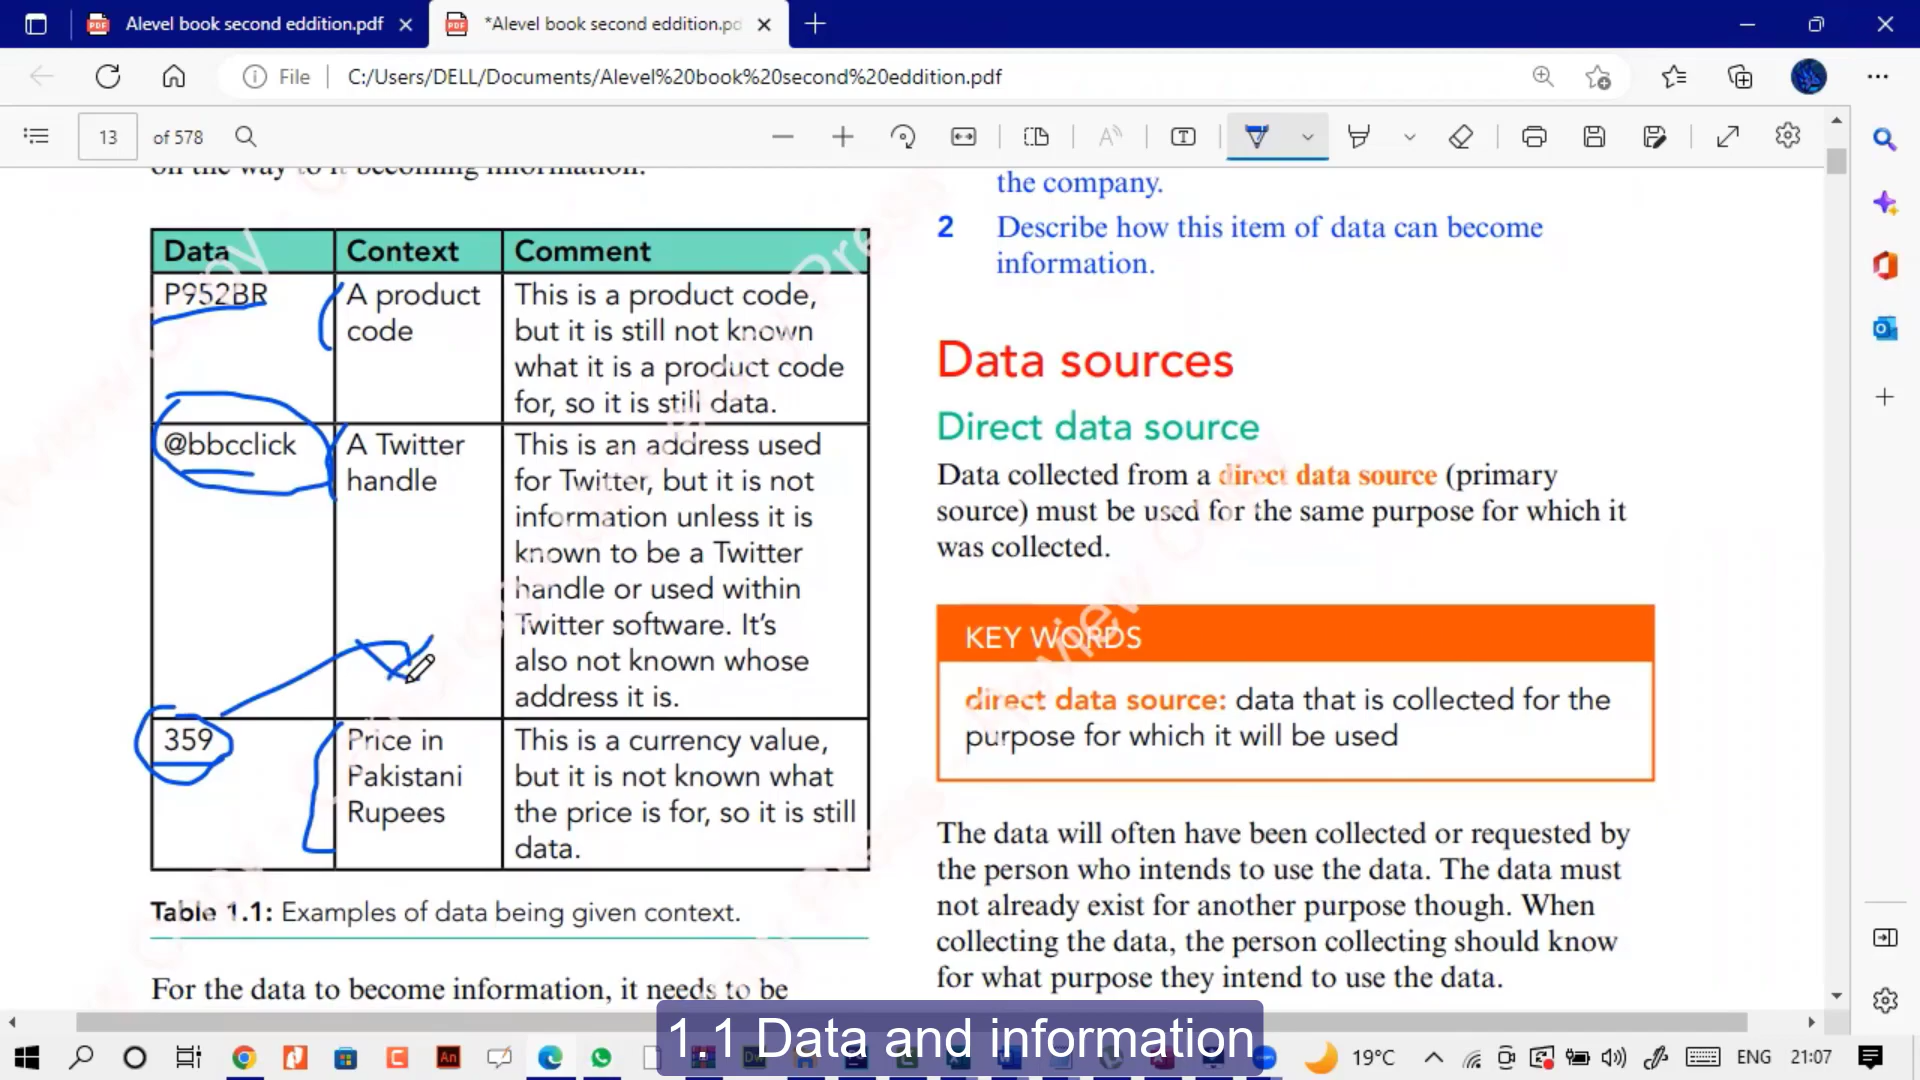 Alevel book second eddition.pdf
*Alevel book second eddition.pd
File
C:/Users/DELL/Documents/Alevel%20book%20second%20eddition.pdf
13 of 578
on the way to it becoming information.
Data Context Comment
P952BR
A product code
This is a product code,
but it is still not known
what it is a product code
for, so it is still data.
@bbcclick
A Twitter handle
This is an address used
for Twitter, but it is not
information unless it is
known to be a Twitter
handle or used within
Twitter software. It's
also not known whose
address it is.
359
Price in
Pakistani
Rupees
This is a currency value,
but it is not known what
the price is for, so it is still
data.
Table 1.1: Examples of data being given context.
For the data to become information, it needs to be
the company.
2 Describe how this item of data can become
information.
Data sources
Direct data source
Data collected from a direct data source (primary
source) must be used for the same purpose for which it
was collected.
KEY WORDS
direct data source: data that is collected for the
purpose for which it will be used
The data will often have been collected or requested by
the person who intends to use the data. The data must
not already exist for another purpose though. When
collecting the data, the person collecting should know
for what purpose they intend to use the data.
1.1 Data and information
19°C
ENG
21:07